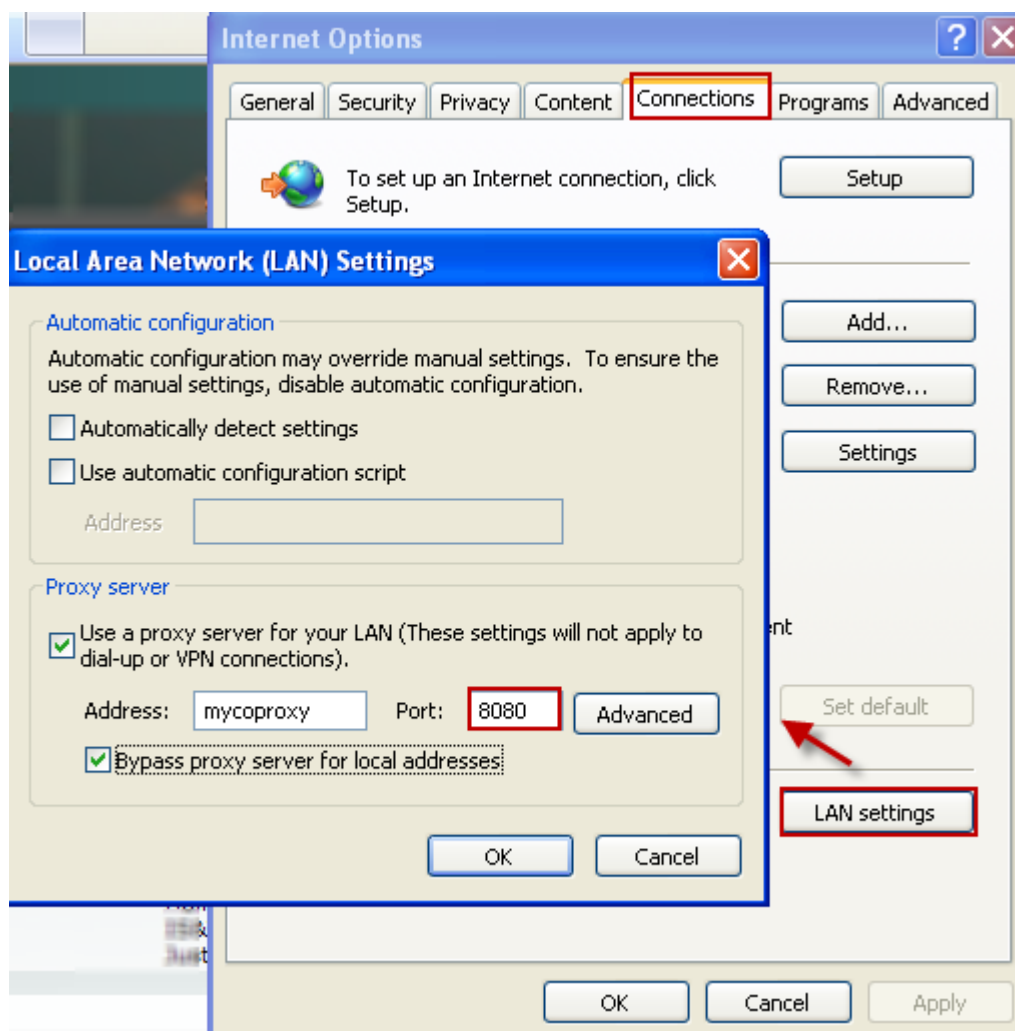 Internet Options
General Security Privacy Content Connections Programs Advanced
To set up an Internet connection, click
Setup.
Setup
Local Area Network (LAN) Settings
Automatic configuration
Automatic configuration may override manual settings. To ensure the
use of manual settings, disable automatic configuration.
Automatically detect settings
Use automatic configuration script
Address
Proxy server
Use a proxy server for your LAN (These settings will not apply to
dial-up or VPN connections).
Address: mycoproxy Port: 8080 Advanced
Bypass proxy server for local addresses
OK Cancel
Add...
Remove...
Settings
Set default
LAN settings
Just
OK Cancel Apply